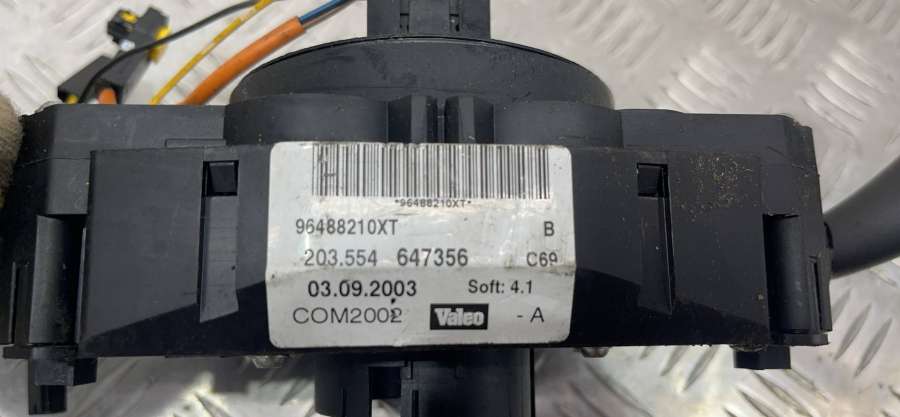 *96488210XT*
96488210XT B
203.554 647356 C69
03.09.2003 Soft: 4.1
COM2002 Valeo - A